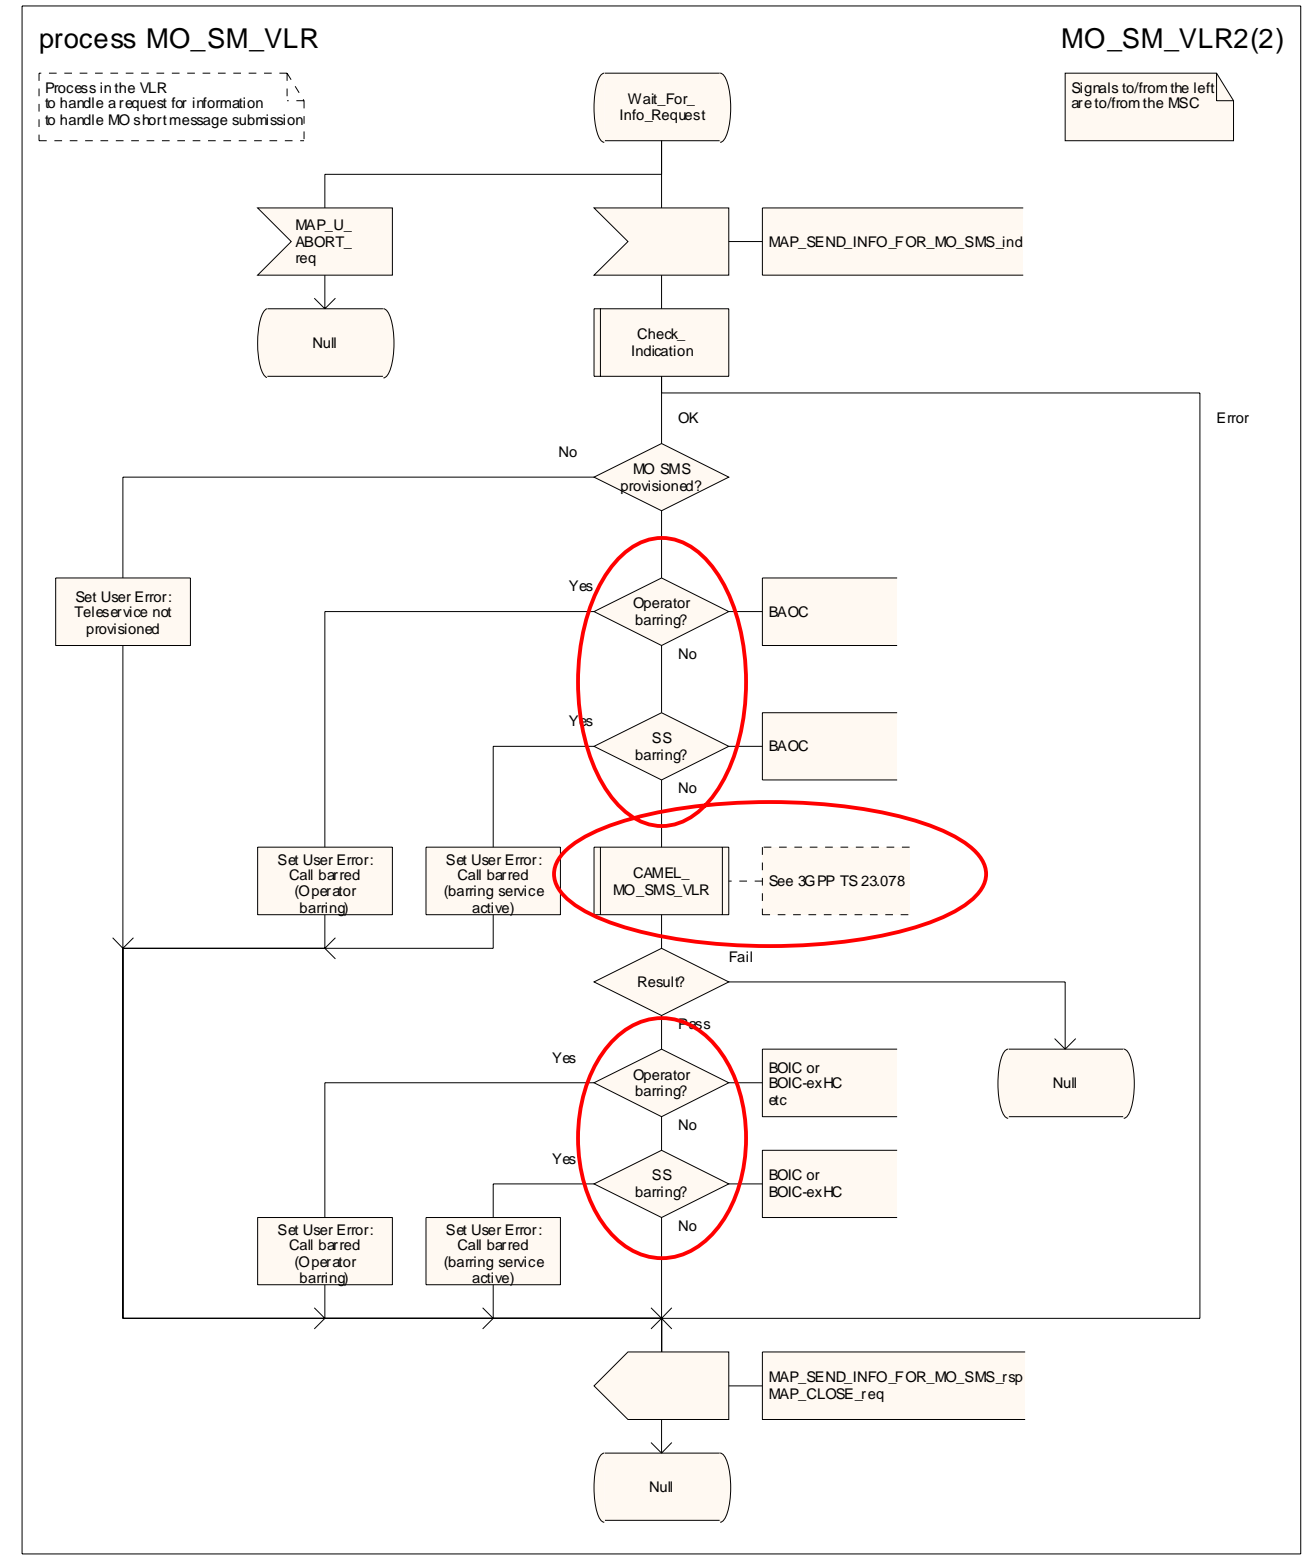 process MO_SM_VLR
MO_SM_VLR2(2)
Process in the VLR
to handle a request for information
to handle MO short message submission
Wait_For_
Info_Request
Signals to/from the left
are to/from the MSC
MAP_U_
ABORT_
req
MAP_SEND_INFO_FOR_MO_SMS_ind
Null
Check_
Indication
OK
Error
No
MO SMS
provisioned?
Set User Error:
Teleservice not
provisioned
Yes
Operator
barring?
BAOC
No
Yes
SS
barring?
BAOC
No
Set User Error:
Call barred
(Operator
barring)
Set User Error:
Call barred
(barring service
active)
CAMEL_
MO_SMS_VLR
See 3GPP TS 23.078
Result?
Fail
Pass
Yes
Operator
barring?
BOIC or
BOIC-exHC
etc
Null
No
Yes
SS
barring?
BOIC or
BOIC-exHC
No
Set User Error:
Call barred
(Operator
barring)
Set User Error:
Call barred
(barring service
active)
MAP_SEND_INFO_FOR_MO_SMS_rsp
MAP_CLOSE_req
Null